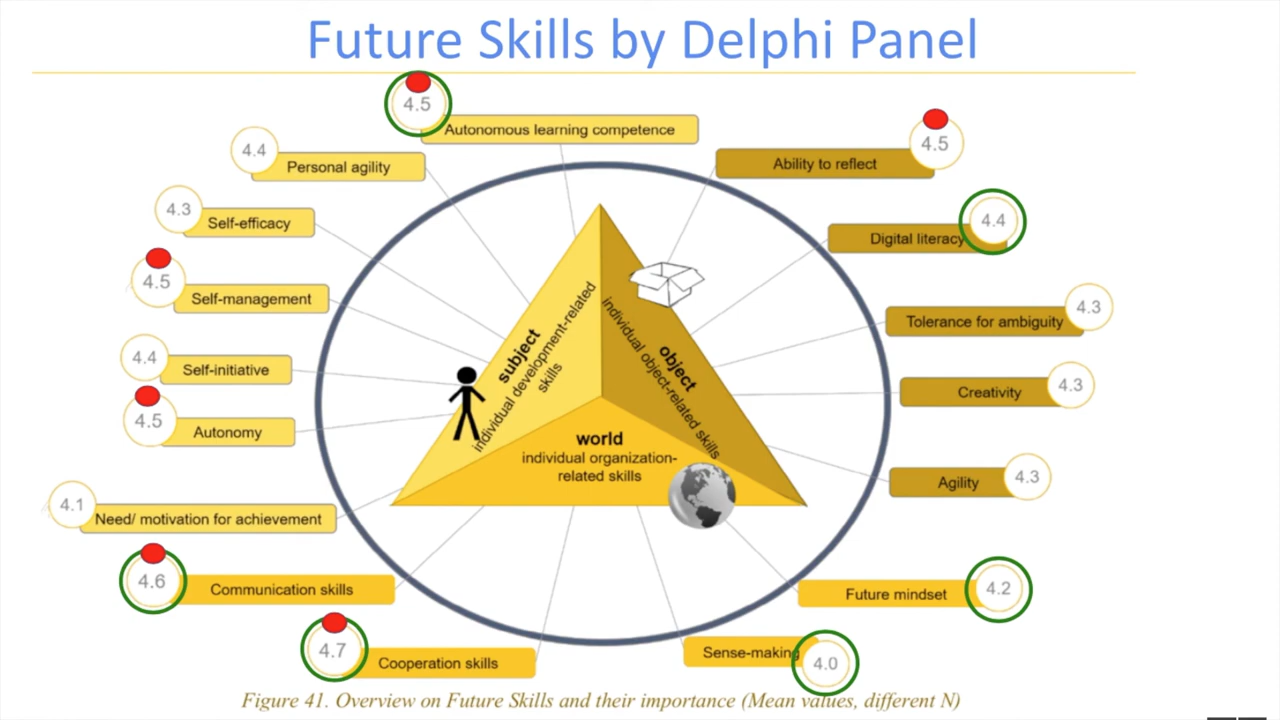 Future Skills by Delphi Panel
4.5
Autonomous learning competence
4.4
Personal agility
4.3
Self-efficacy
4.5
Self-management
4.4
Self-initiative
4.5
Autonomy
4.1
Need/ motivation for achievement
4.6
Communication skills
4.7
Cooperation skills
4.5
Ability to reflect
4.4
Digital literacy
4.3
Tolerance for ambiguity
4.3
Creativity
4.3
Agility
4.2
Future mindset
4.0
Sense-making
subject
individual development-related
skills
object
individual object-related skills
world
individual organization-
related skills
Figure 41. Overview on Future Skills and their importance (Mean values, different N)